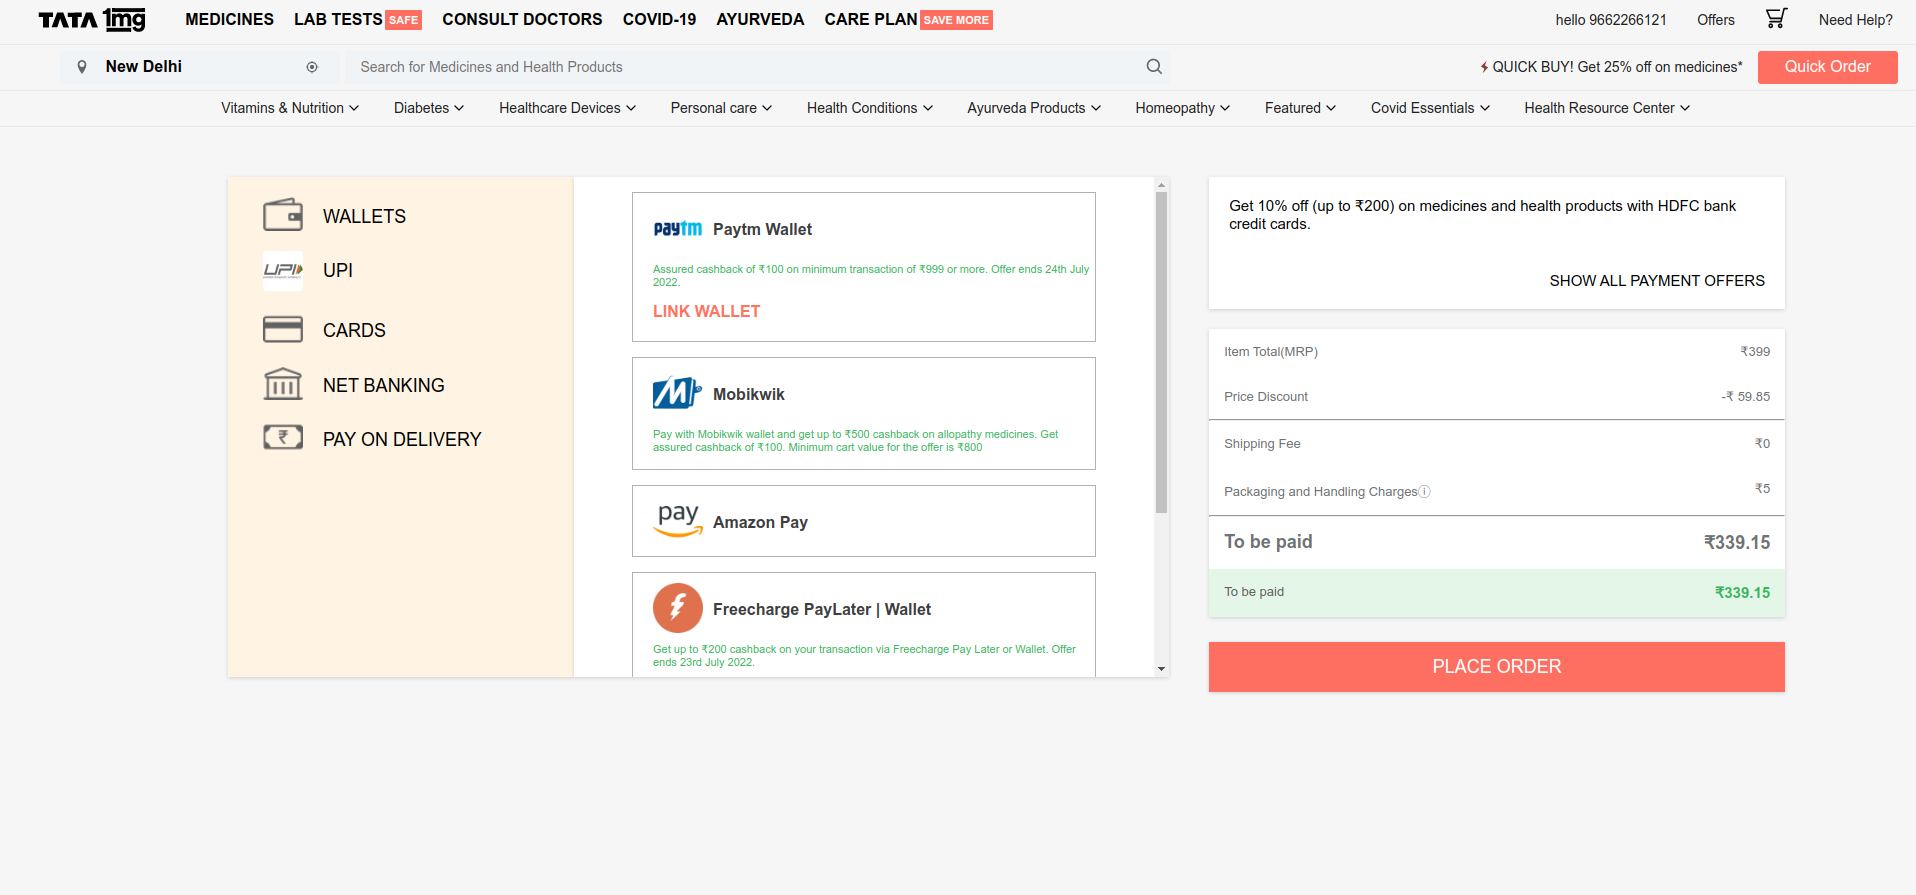 TATA 1mg
MEDICINES LAB TESTS SAFE CONSULT DOCTORS COVID-19 AYURVEDA CARE PLAN SAVE MORE hello 9662266121 Offers Need Help?
New Delhi Search for Medicines and Health Products QUICK BUY! Get 25% off on medicines* Quick Order
Vitamins & Nutrition Diabetes Healthcare Devices Personal care Health Conditions Ayurveda Products Homeopathy Featured Covid Essentials Health Resource Center
WALLETS
UPI UPI
CARDS
NET BANKING
₹ PAY ON DELIVERY
paytm Paytm Wallet
Assured cashback of ₹100 on minimum transaction of ₹999 or more. Offer ends 24th July
2022.
LINK WALLET
Mobikwik
Pay with Mobikwik wallet and get up to ₹500 cashback on allopathy medicines. Get
assured cashback of ₹100. Minimum cart value for the offer is ₹800
pay Amazon Pay
Freecharge PayLater | Wallet
Get up to ₹200 cashback on your transaction via Freecharge Pay Later or Wallet. Offer
ends 23rd July 2022.
Get 10% off (up to ₹200) on medicines and health products with HDFC bank
credit cards.
SHOW ALL PAYMENT OFFERS
Item Total(MRP) ₹399
Price Discount -₹ 59.85
Shipping Fee ₹0
Packaging and Handling Chargesⓘ ₹5
To be paid ₹339.15
To be paid ₹339.15
PLACE ORDER